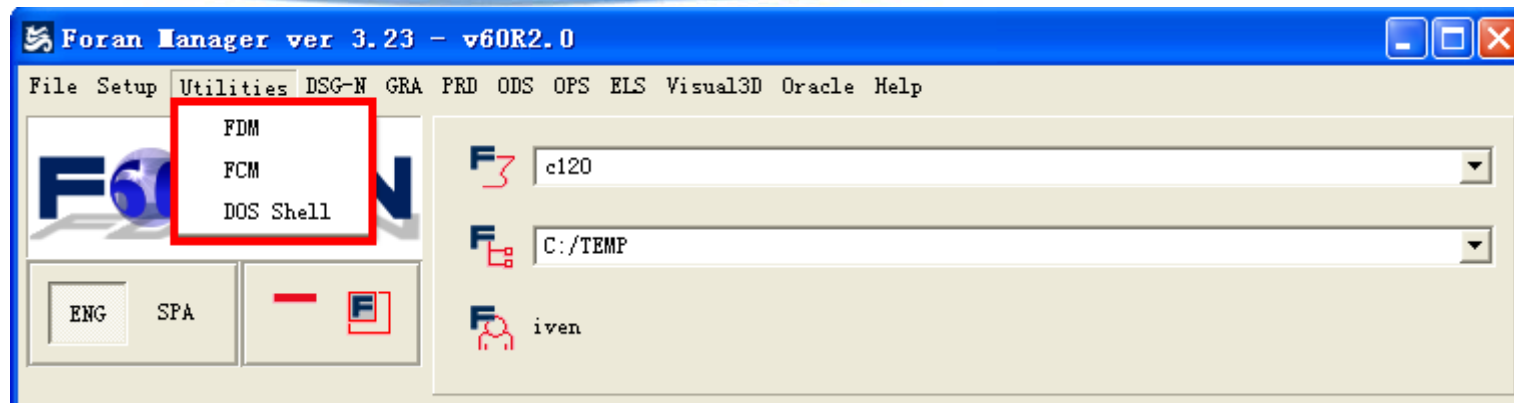 Foran Manager ver 3.23 - v60R2.0
File Setup Utilities DSG-N GRA PRD ODS OPS ELS Visual3D Oracle Help
FDM
FCM
DOS Shell
c120
C:/TEMP
ENG SPA
iven